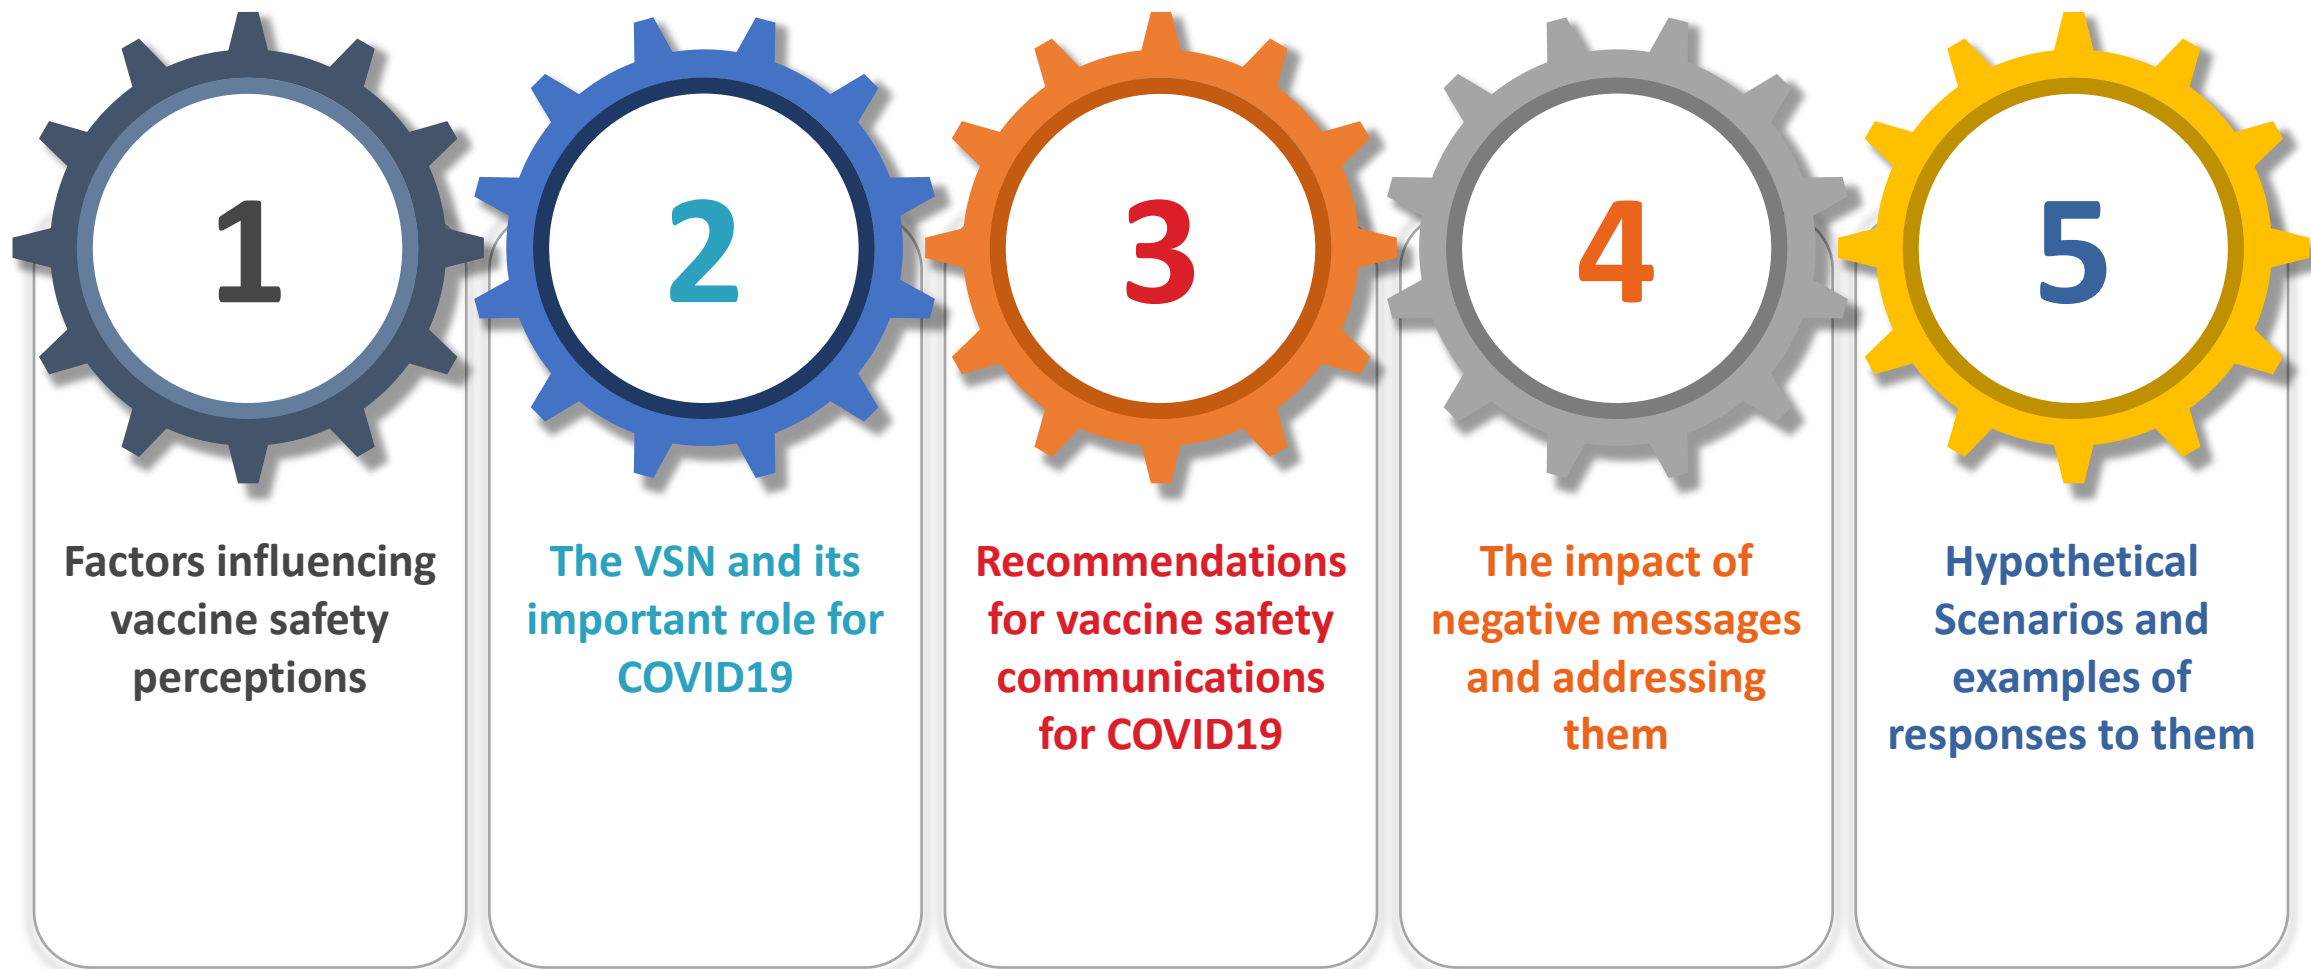 1
Factors influencing
vaccine safety
perceptions
2
The VSN and its
important role for
COVID19
3
Recommendations
for vaccine safety
communications
for COVID19
4
The impact of
negative messages
and addressing
them
5
Hypothetical
Scenarios and
examples of
responses to them